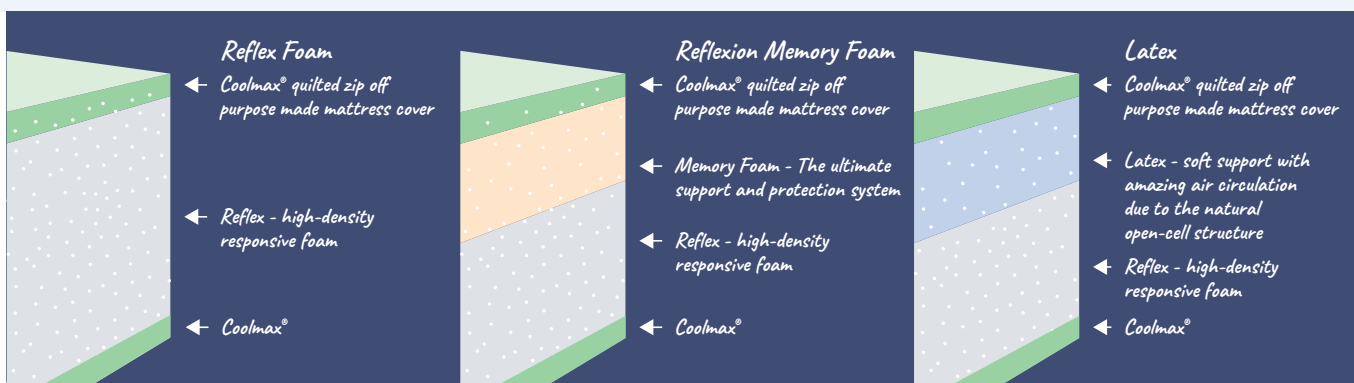 Reflex Foam
Coolmax® quilted zip off
purpose made mattress cover
Reflex - high-density
responsive foam
Coolmax®
Reflexion Memory Foam
Coolmax® quilted zip off
purpose made mattress cover
Memory Foam - The ultimate
support and protection system
Reflex - high-density
responsive foam
Coolmax®
Latex
Coolmax® quilted zip off
purpose made mattress cover
Latex - soft support with
amazing air circulation
due to the natural
open-cell structure
Reflex - high-density
responsive foam
Coolmax®